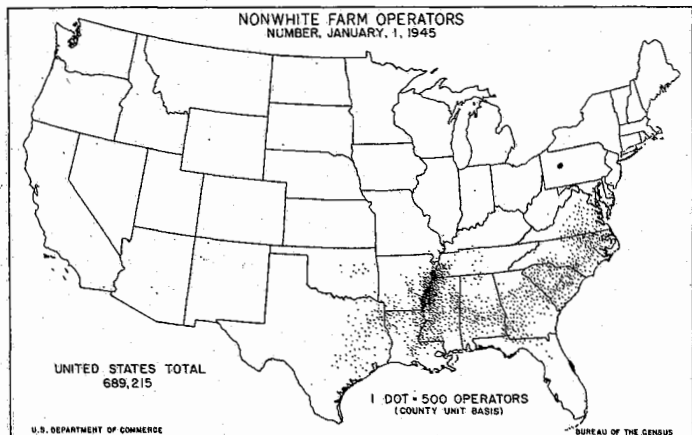 NONWHITE FARM OPERATORS
NUMBER, JANUARY, 1, 1945
UNITED STATES TOTAL
689,215
1 DOT = 500 OPERATORS
(COUNTY UNIT BASIS)
U.S. DEPARTMENT OF COMMERCE
BUREAU OF THE CENSUS